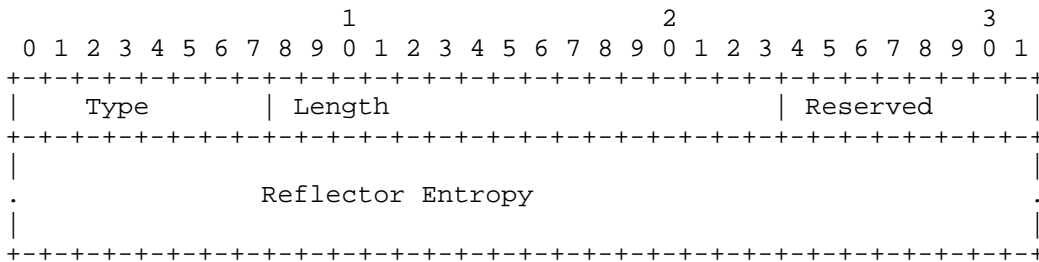 1                   2                   3
 0 1 2 3 4 5 6 7 8 9 0 1 2 3 4 5 6 7 8 9 0 1 2 3 4 5 6 7 8 9 0 1
+-+-+-+-+-+-+-+-+-+-+-+-+-+-+-+-+-+-+-+-+-+-+-+-+-+-+-+-+-+-+-+-+
|    Type       | Length                        | Reserved      |
+-+-+-+-+-+-+-+-+-+-+-+-+-+-+-+-+-+-+-+-+-+-+-+-+-+-+-+-+-+-+-+-+
|                                                               |
.               Reflector Entropy                               .
|                                                               |
+-+-+-+-+-+-+-+-+-+-+-+-+-+-+-+-+-+-+-+-+-+-+-+-+-+-+-+-+-+-+-+-+